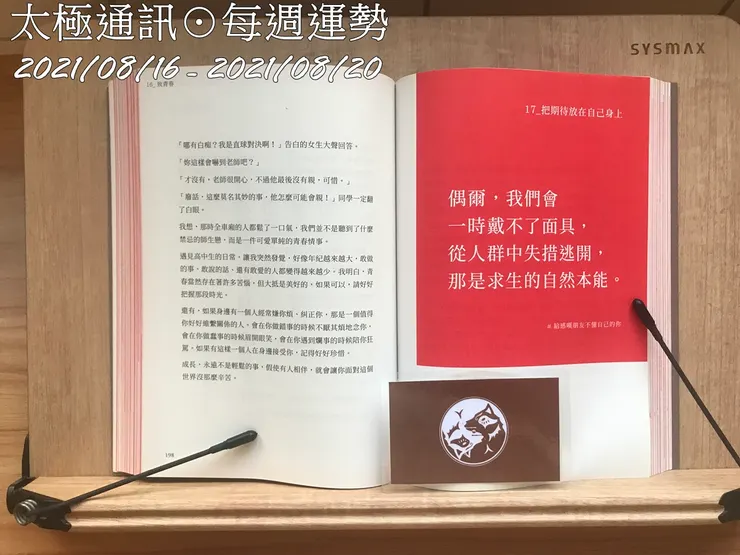 太極通訊⊙每週運勢
2021/08/16 - 2021/08/20
SYSMAX
「哪有白痴?我是直球對決啊!」告白的女生大聲回答。
「妳這樣會嚇到老師吧?」
「才沒有,老師很開心,不過他最後沒有親,可惜。」
「廢話,這麼莫名其妙的事,他怎麼可能會親!」同學一定翻
了白眼。
我想,那時全車廂的人都鬆了一口氣,我們並不是聽到了什麼
禁忌的師生戀,而是一件可愛單純的青春情事。
遇見高中生的日常,讓我突然發覺,好像年紀越來越大,敢做
的事、敢說的話、還有敢愛的人都變得越來越少。我明白,青
春當然存在著許多苦惱,但大抵是美好的。如果可以,請好好
把握那段時光。
還有,如果身邊有一個人經常嫌你煩、糾正你,那是一個值得
你好好維繫關係的人。會在你做錯事的時候不厭其煩地念你,
會在你做蠢事的時候眉開眼笑,會在你遇到爛事的時候陪你狂
罵。如果有這樣一個人在身邊接受你,記得好好珍惜。
成長,永遠不是輕鬆的事,假使有人相伴,就會讓你面對這個
世界沒那麼辛苦。
198
17_把期待放在自己身上
偶爾,我們會
一時戴不了面具,
從人群中失措逃開,
那是求生的自然本能。